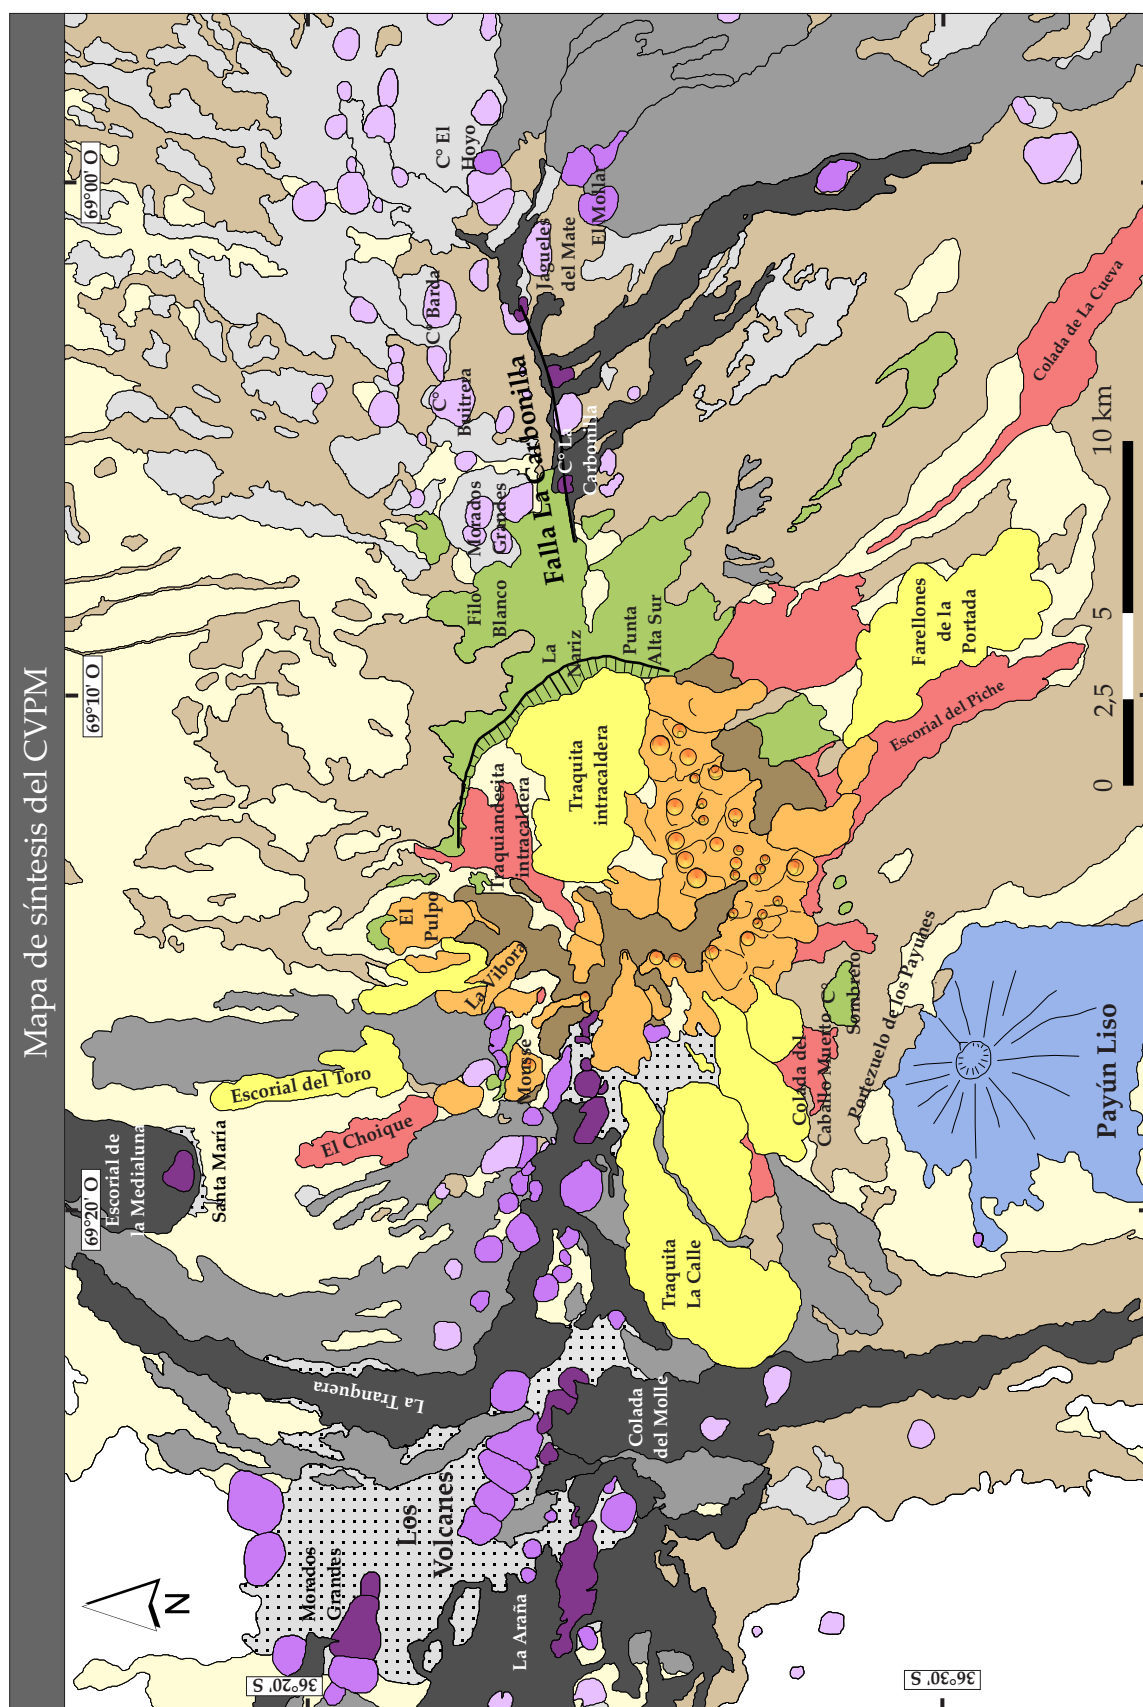 Mapa de síntesis del CVPM
69°00' O
69°10' O
69°20' O
36°20' S
36°30' S
N
C° El
Hoyo
El Mollar
Jagueles
del Mate
C° Barda
C°
Buitrera
Falla La Carbonilla
C° La
Carbonilla
Morados
Grandes
Filo
Blanco
La
Nariz
Punta
Alta Sur
Colada de La Cueva
Farellones
de la
Portada
Escorial del Piche
Traquita
intracaldera
Traquiandesita
intracaldera
El
Pulpo
La Vibora
Mousse
Escorial del Toro
El Choique
Escorial de
la Medialuna
Santa María
La Tranquera
Colada del
Caballo Muerto
C°
Sombrero
Portezuelo de los Payunes
Payún Liso
Traquita
La Calle
Colada
del Molle
Los
Volcanes
Morados
Grandes
La Araña
0
2,5
5
10 km